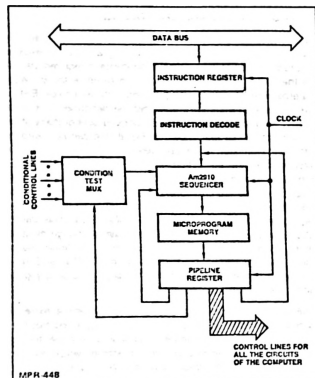 DATA BUS
INSTRUCTION REGISTER
INSTRUCTION DECODE
CLOCK
CONDITIONAL
CONTROL LINES
CONDITION
TEST
MUX
Am2910
SEQUENCER
MICROPROGRAM
MEMORY
PIPELINE
REGISTER
CONTROL LINES FOR
ALL THE CIRCUITS
OF THE COMPUTER
MPR-448